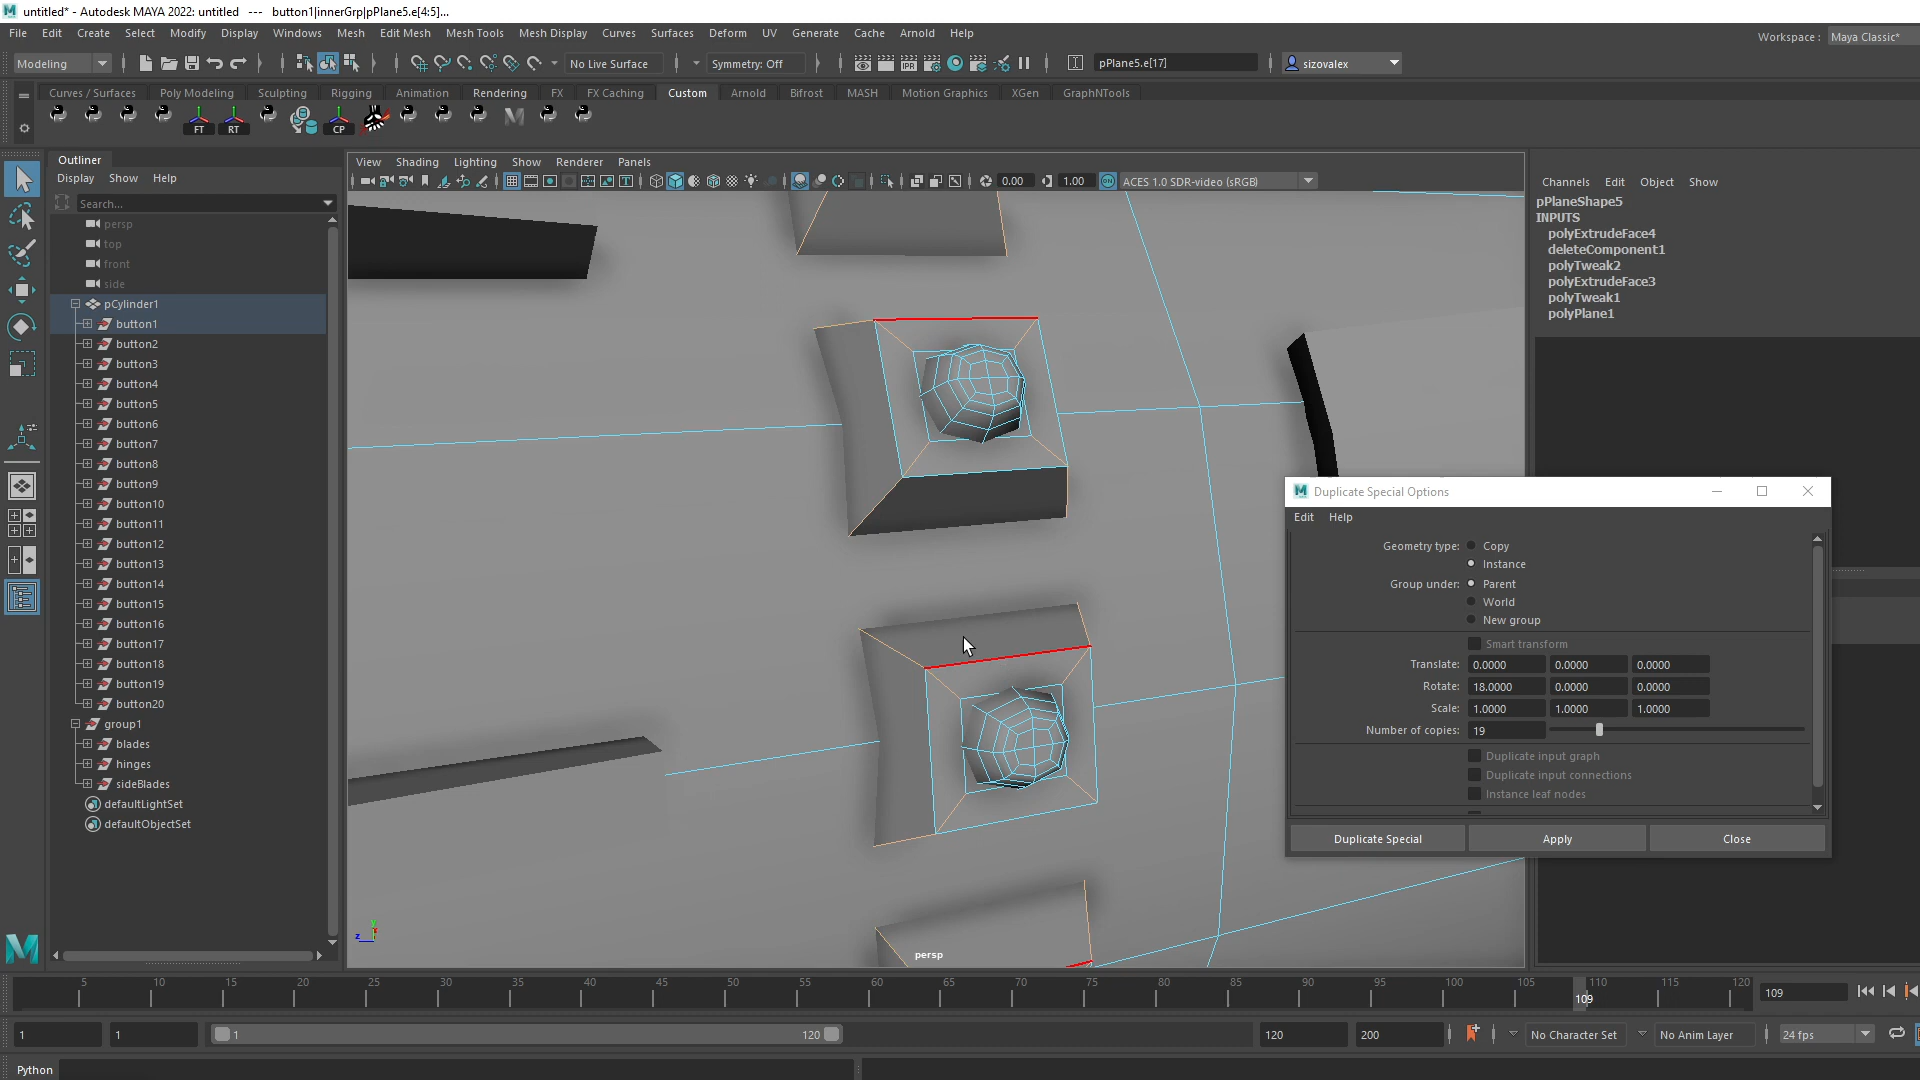 untitled* - Autodesk MAYA 2022: untitled --- button1|innerGrp|pPlane5.e[4:5]...
File Edit Create Select Modify Display Windows Mesh Edit Mesh Mesh Tools Mesh Display Curves Surfaces Deform UV Generate Cache Arnold Help
Workspace : Maya Classic*
Modeling No Live Surface Symmetry: Off IPR pPlane5.e[17] sizovalex
Curves / Surfaces Poly Modeling Sculpting Rigging Animation Rendering FX FX Caching Custom Arnold Bifrost MASH Motion Graphics XGen GraphNTools
FT RT CP
Outliner
Display Show Help
Search...
persp
top
front
side
pCylinder1
button1
button2
button3
button4
button5
button6
button7
button8
button9
button10
button11
button12
button13
button14
button15
button16
button17
button18
button19
button20
group1
blades
hinges
sideBlades
defaultLightSet
defaultObjectSet
View Shading Lighting Show Renderer Panels
0.00 1.00 ACES 1.0 SDR-video (sRGB)
y
z
persp
Channels Edit Object Show
pPlaneShape5
INPUTS
polyExtrudeFace4
deleteComponent1
polyTweak2
polyExtrudeFace3
polyTweak1
polyPlane1
Duplicate Special Options
Edit Help
Geometry type: Copy
Instance
Group under: Parent
World
New group
Smart transform
Translate: 0.0000 0.0000 0.0000
Rotate: 18.0000 0.0000 0.0000
Scale: 1.0000 1.0000 1.0000
Number of copies: 19
Duplicate input graph
Duplicate input connections
Instance leaf nodes
Duplicate Special Apply Close
5 10 15 20 25 30 35 40 45 50 55 60 65 70 75 80 85 90 95 100 105 110 115 120
109
109
1 1 1 120 120 200 No Character Set No Anim Layer 24 fps
Python